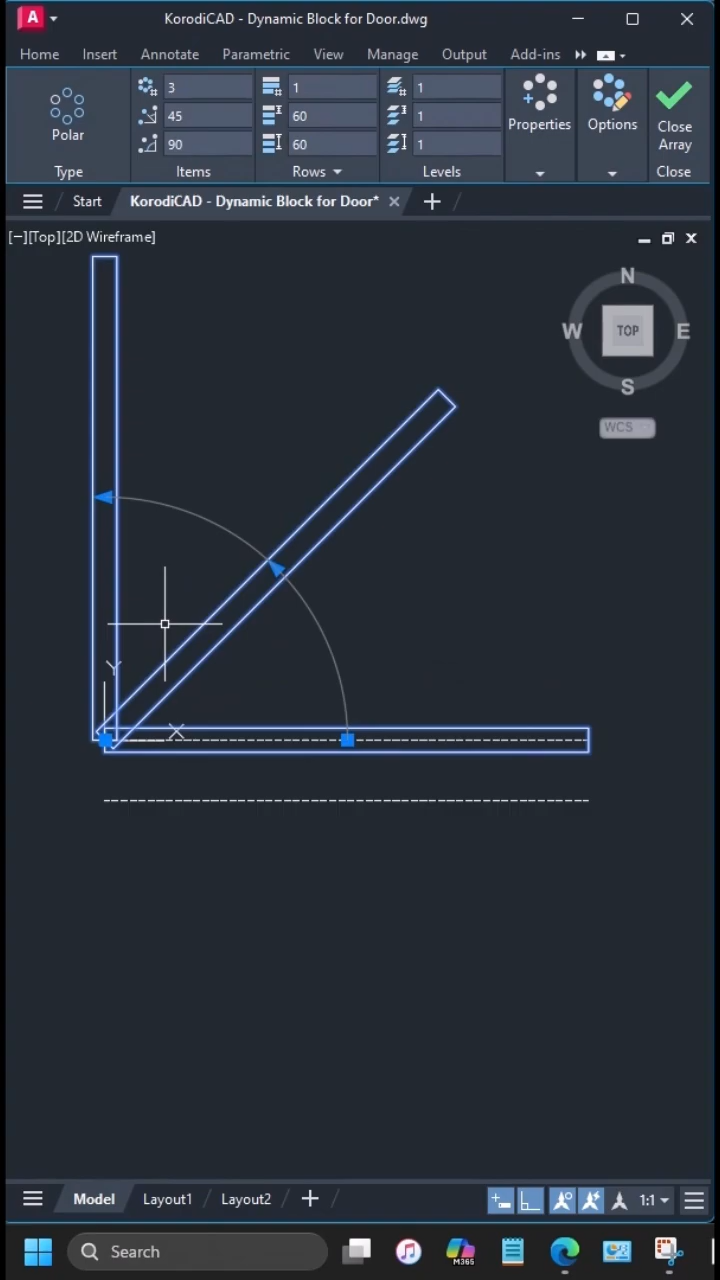 A
KorodiCAD - Dynamic Block for Door.dwg
Home Insert Annotate Parametric View Manage Output Add-ins
Polar
Type
3
45
90
Items
1
60
60
Rows
1
1
1
Levels
Properties
Options
Close
Array
Close
Start
KorodiCAD - Dynamic Block for Door*
[−][Top][2D Wireframe]
N
W TOP E
S
WCS
Y
X
Model Layout1 Layout2
1:1
Search
M365